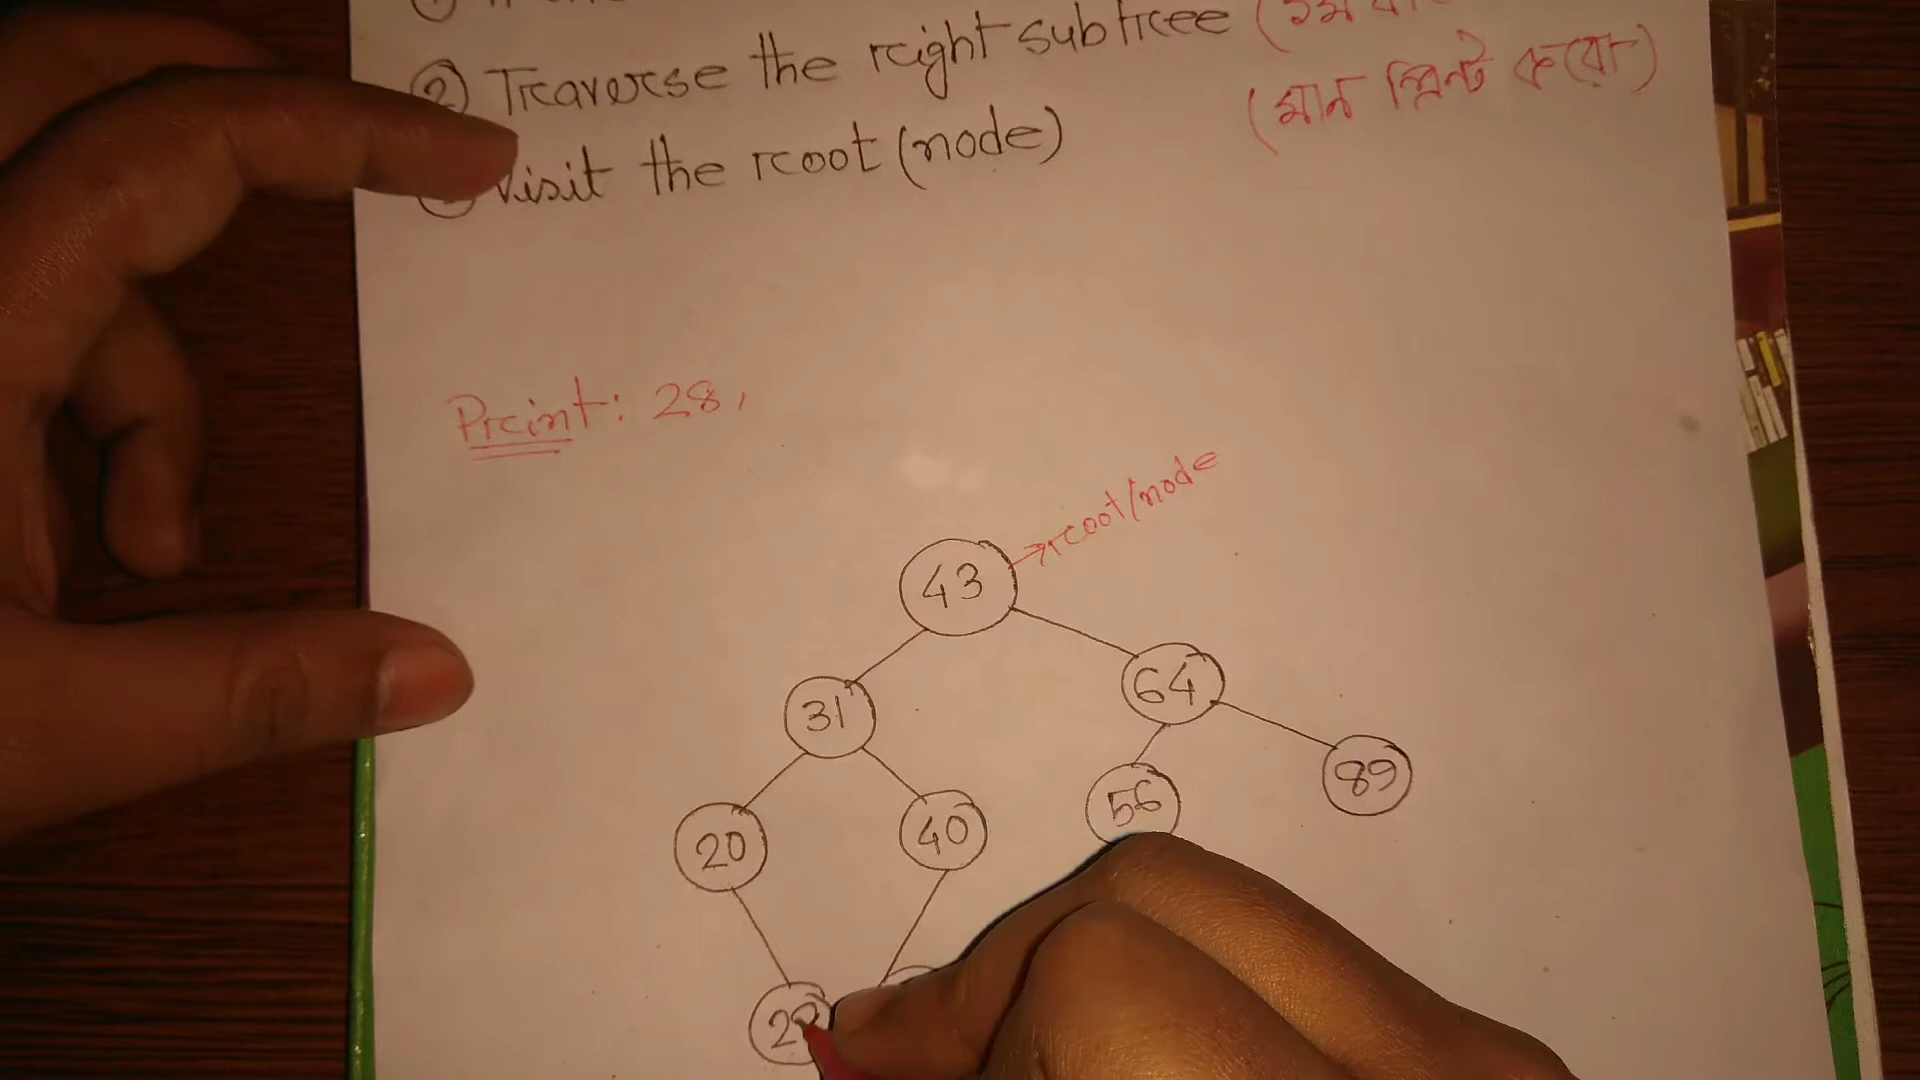 ② Traverse the right subtree (
(মান প্রিন্ট করো)
Visit the root (node)
Print: 28,
→ root/node
43
31
64
20
40
56
89
28